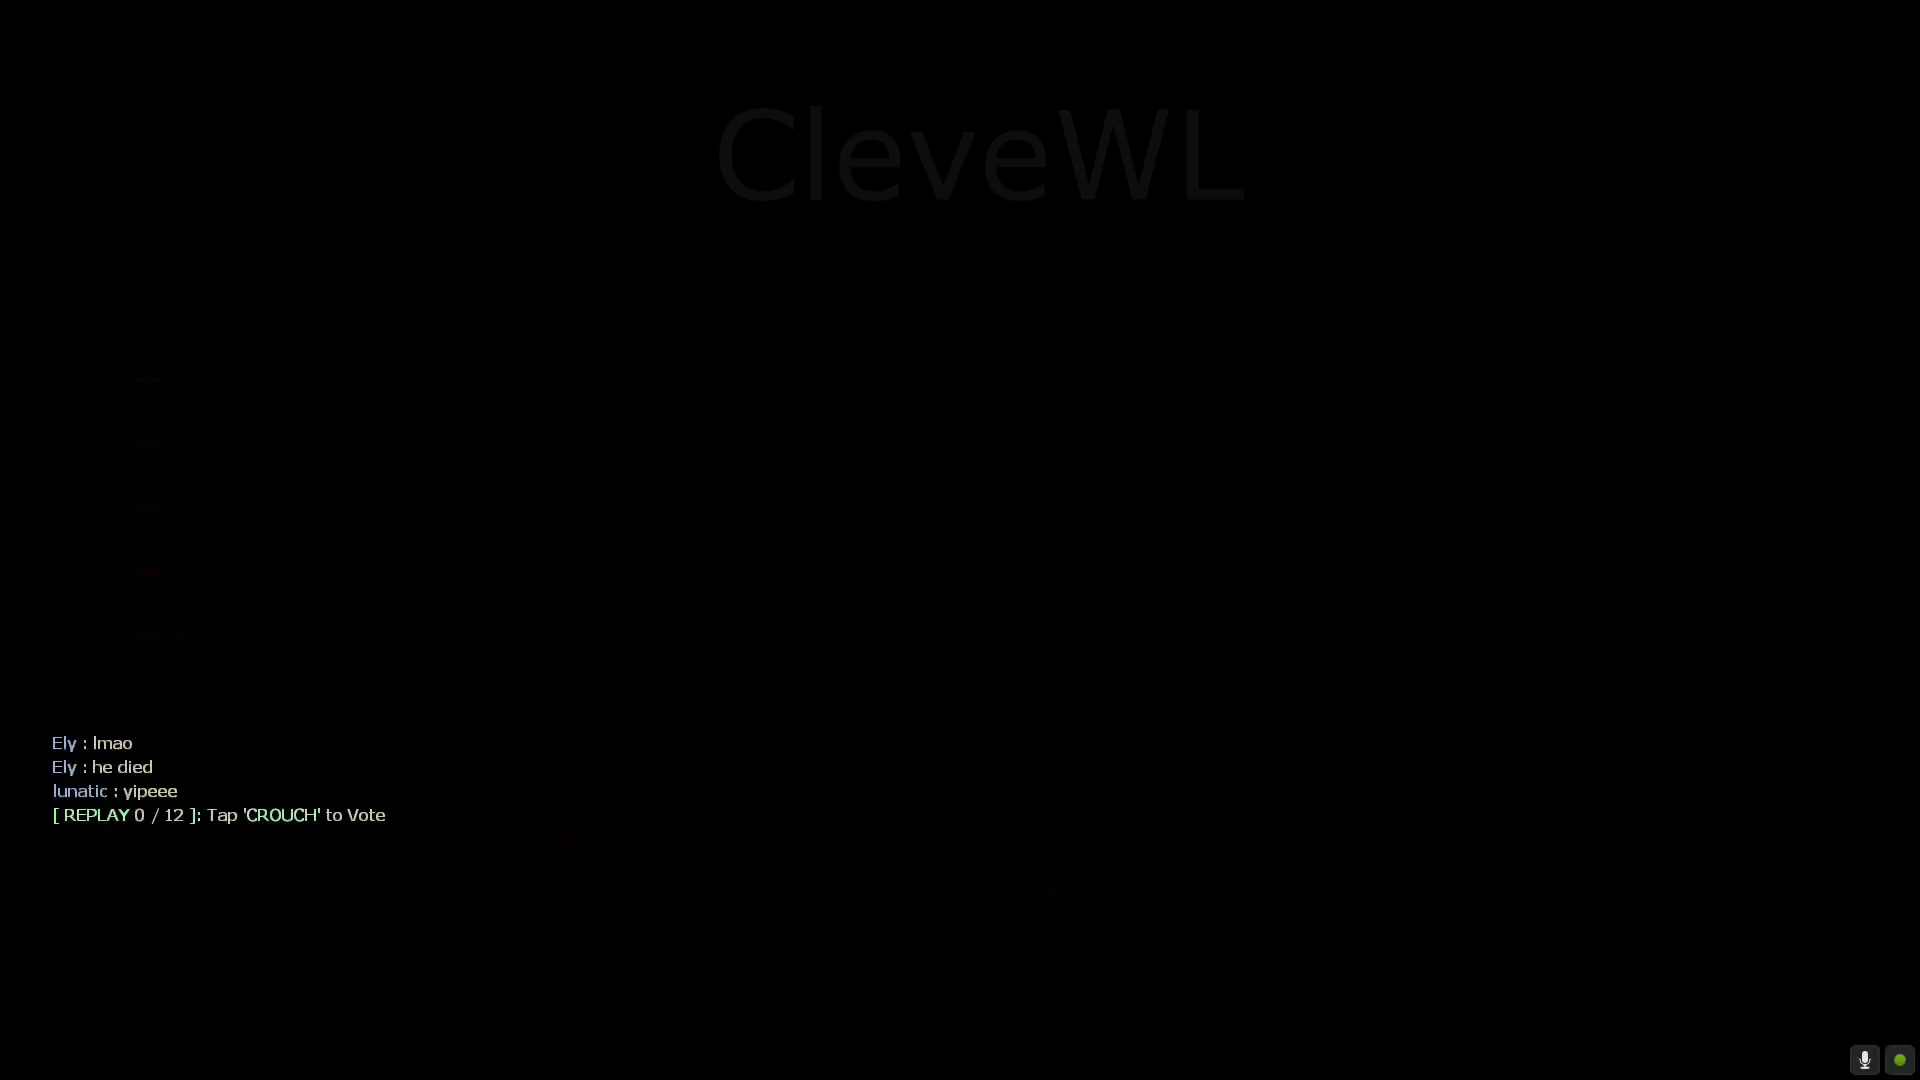 CleveWL
Ely : lmao
Ely : he died
lunatic : yipeee
[ REPLAY 0 / 12 ]: Tap 'CROUCH' to Vote